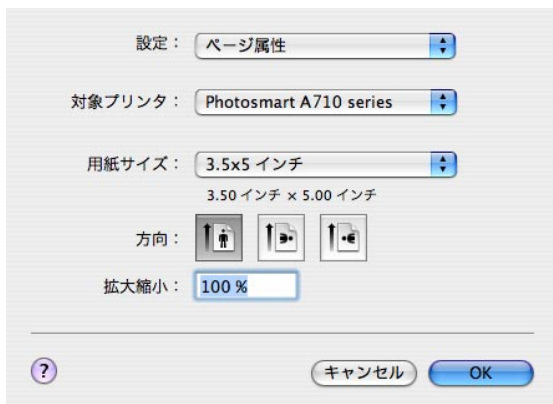 設定： ページ属性
対象プリンタ： Photosmart A710 series
用紙サイズ： 3.5x5 インチ
3.50 インチ × 5.00 インチ
方向：
拡大縮小： 100 %
? キャンセル OK